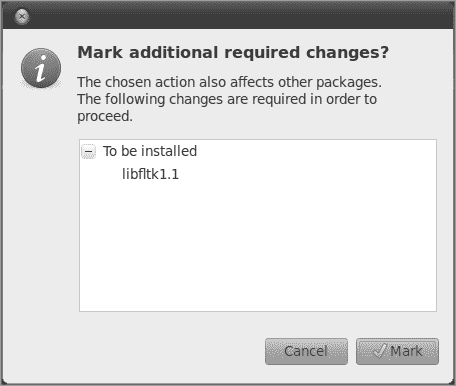 Mark additional required changes?
The chosen action also affects other packages.
The following changes are required in order to
proceed.
To be installed
libfltk1.1
Cancel
Mark